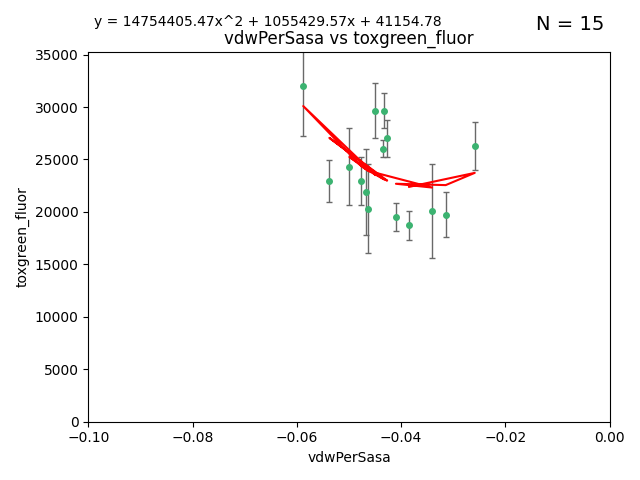 y = 14754405.47x^2 + 1055429.57x + 41154.78
N = 15
vdwPerSasa vs toxgreen_fluor
35000
30000
25000
20000
15000
10000
5000
0
toxgreen_fluor
−0.10
−0.08
−0.06
−0.04
−0.02
0.00
vdwPerSasa